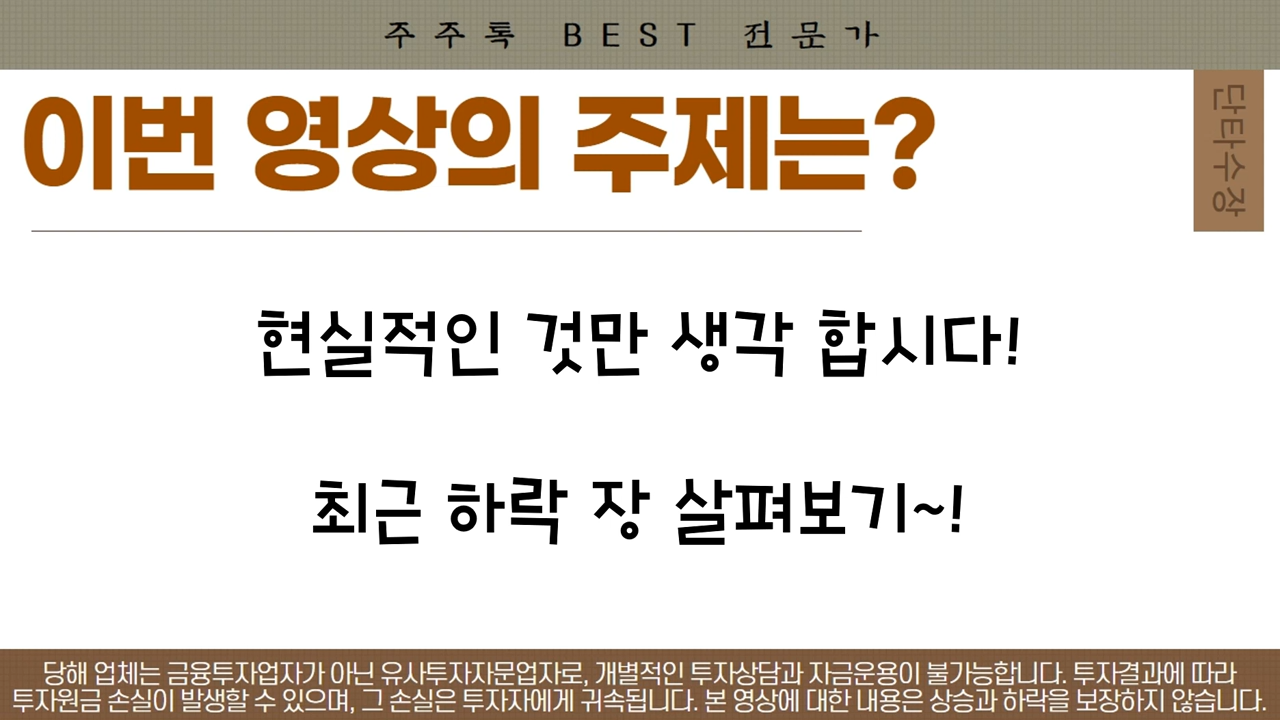 주주톡 BEST 전문가
이번 영상의 주제는?
단타수장
현실적인 것만 생각 합시다!
최근 하락 장 살펴보기~!
당해 업체는 금융투자업자가 아닌 유사투자자문업자로, 개별적인 투자상담과 자금운용이 불가능합니다. 투자결과에 따라
투자원금 손실이 발생할 수 있으며, 그 손실은 투자자에게 귀속됩니다. 본 영상에 대한 내용은 상승과 하락을 보장하지 않습니다.